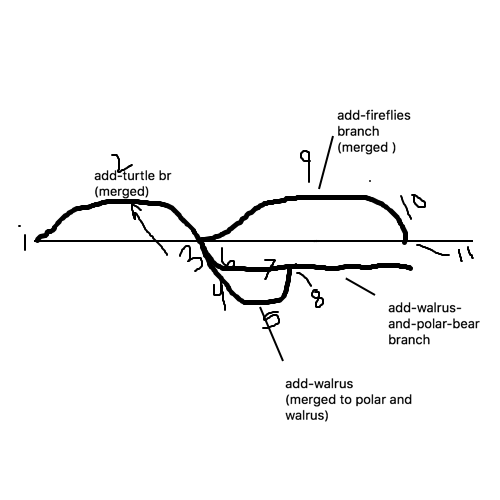 add-fireflies
branch
(merged )
2
add-turtle br
(merged)
9
10
1
3
6
7
11
4
5
8
add-walrus-
and-polar-bear
branch
add-walrus
(merged to polar and
walrus)